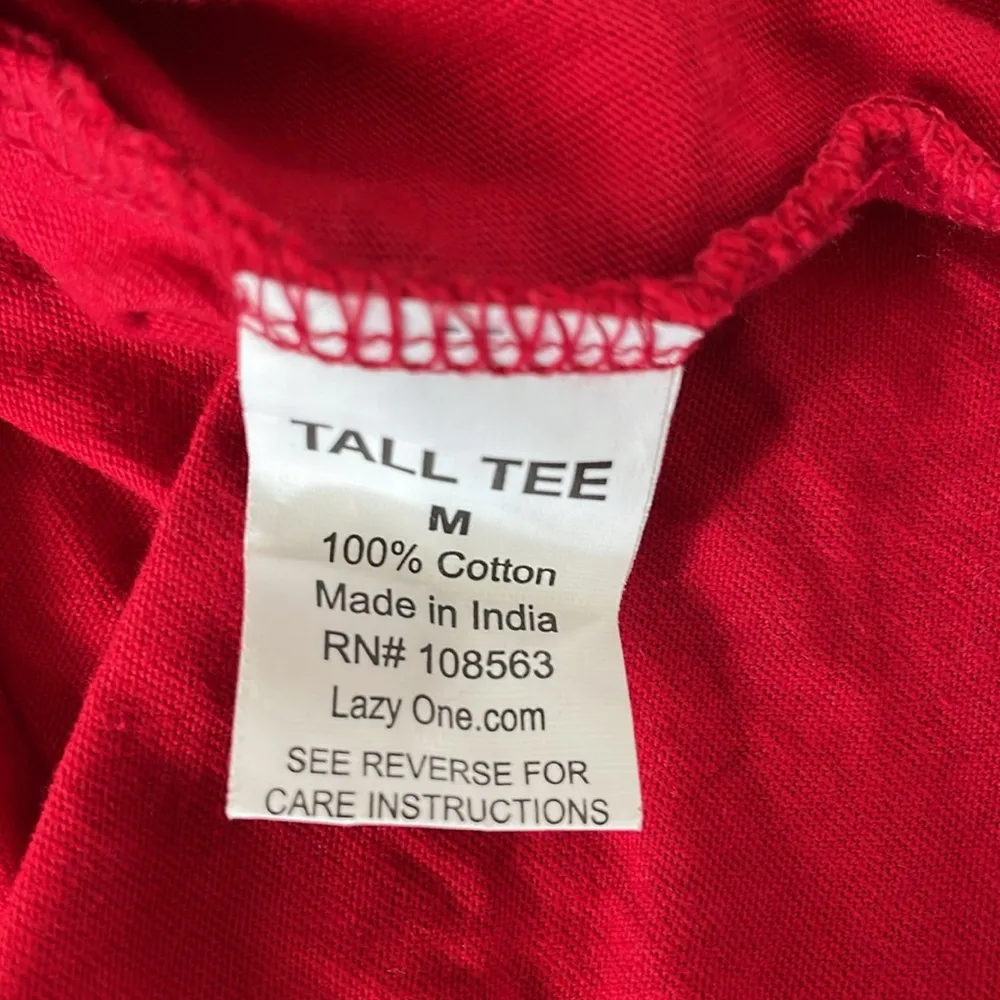 TALL TEE
M
100% Cotton
Made in India
RN# 108563
Lazy One.com
SEE REVERSE FOR
CARE INSTRUCTIONS